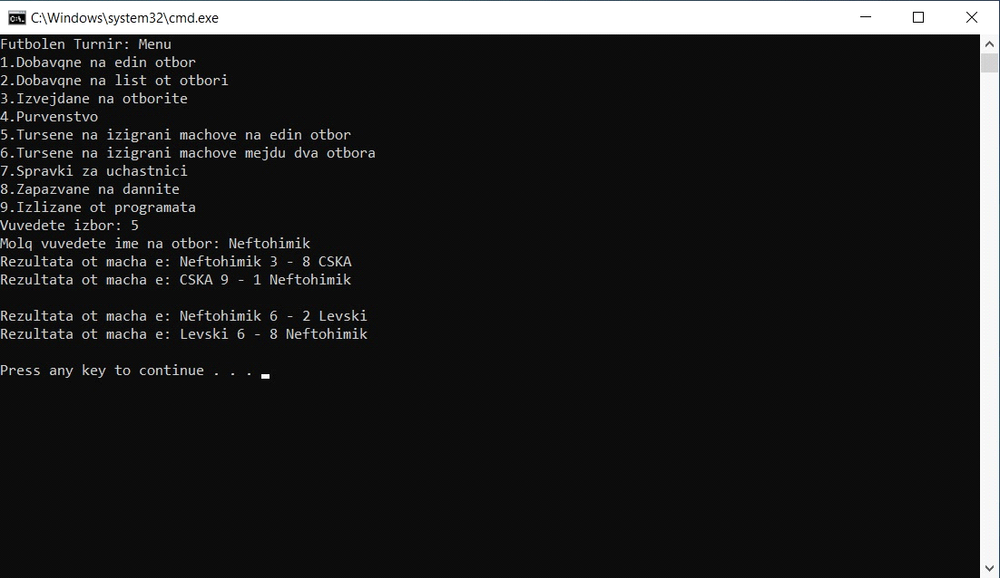 C:\Windows\system32\cmd.exe
Futbolen Turnir: Menu
1.Dobavqne na edin otbor
2.Dobavqne na list ot otbori
3.Izvejdane na otborite
4.Purvenstvo
5.Tursene na izigrani machove na edin otbor
6.Tursene na izigrani machove mejdu dva otbora
7.Spravki za uchastnici
8.Zapazvane na dannite
9.Izlizane ot programata
Vuvedete izbor: 5
Molq vuvedete ime na otbor: Neftohimik
Rezultata ot macha e: Neftohimik 3 - 8 CSKA
Rezultata ot macha e: CSKA 9 - 1 Neftohimik
Rezultata ot macha e: Neftohimik 6 - 2 Levski
Rezultata ot macha e: Levski 6 - 8 Neftohimik
Press any key to continue . . .